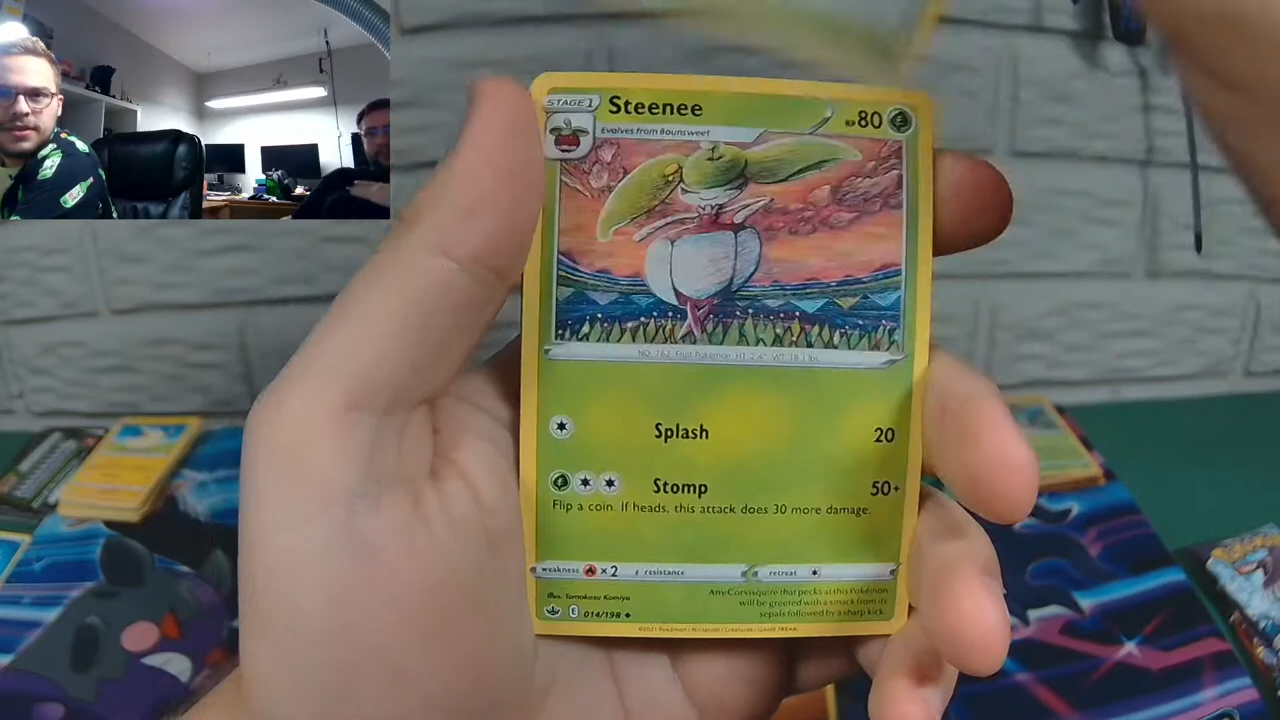 STAGE 1 Steenee HP 80
Evolves from Bounsweet
NO. 762 Fruit Pokémon HT: 2'4" WT: 18.1 lbs.
Splash 20
Stomp 50+
Flip a coin. If heads, this attack does 30 more damage.
weakness ×2 resistance retreat
Illus. Tomokazu Komiya
Any Corvisquire that pecks at this Pokémon
will be greeted with a smack from its
sepals followed by a sharp kick.
E 014/198
©2021 Pokémon / Nintendo / Creatures / GAME FREAK